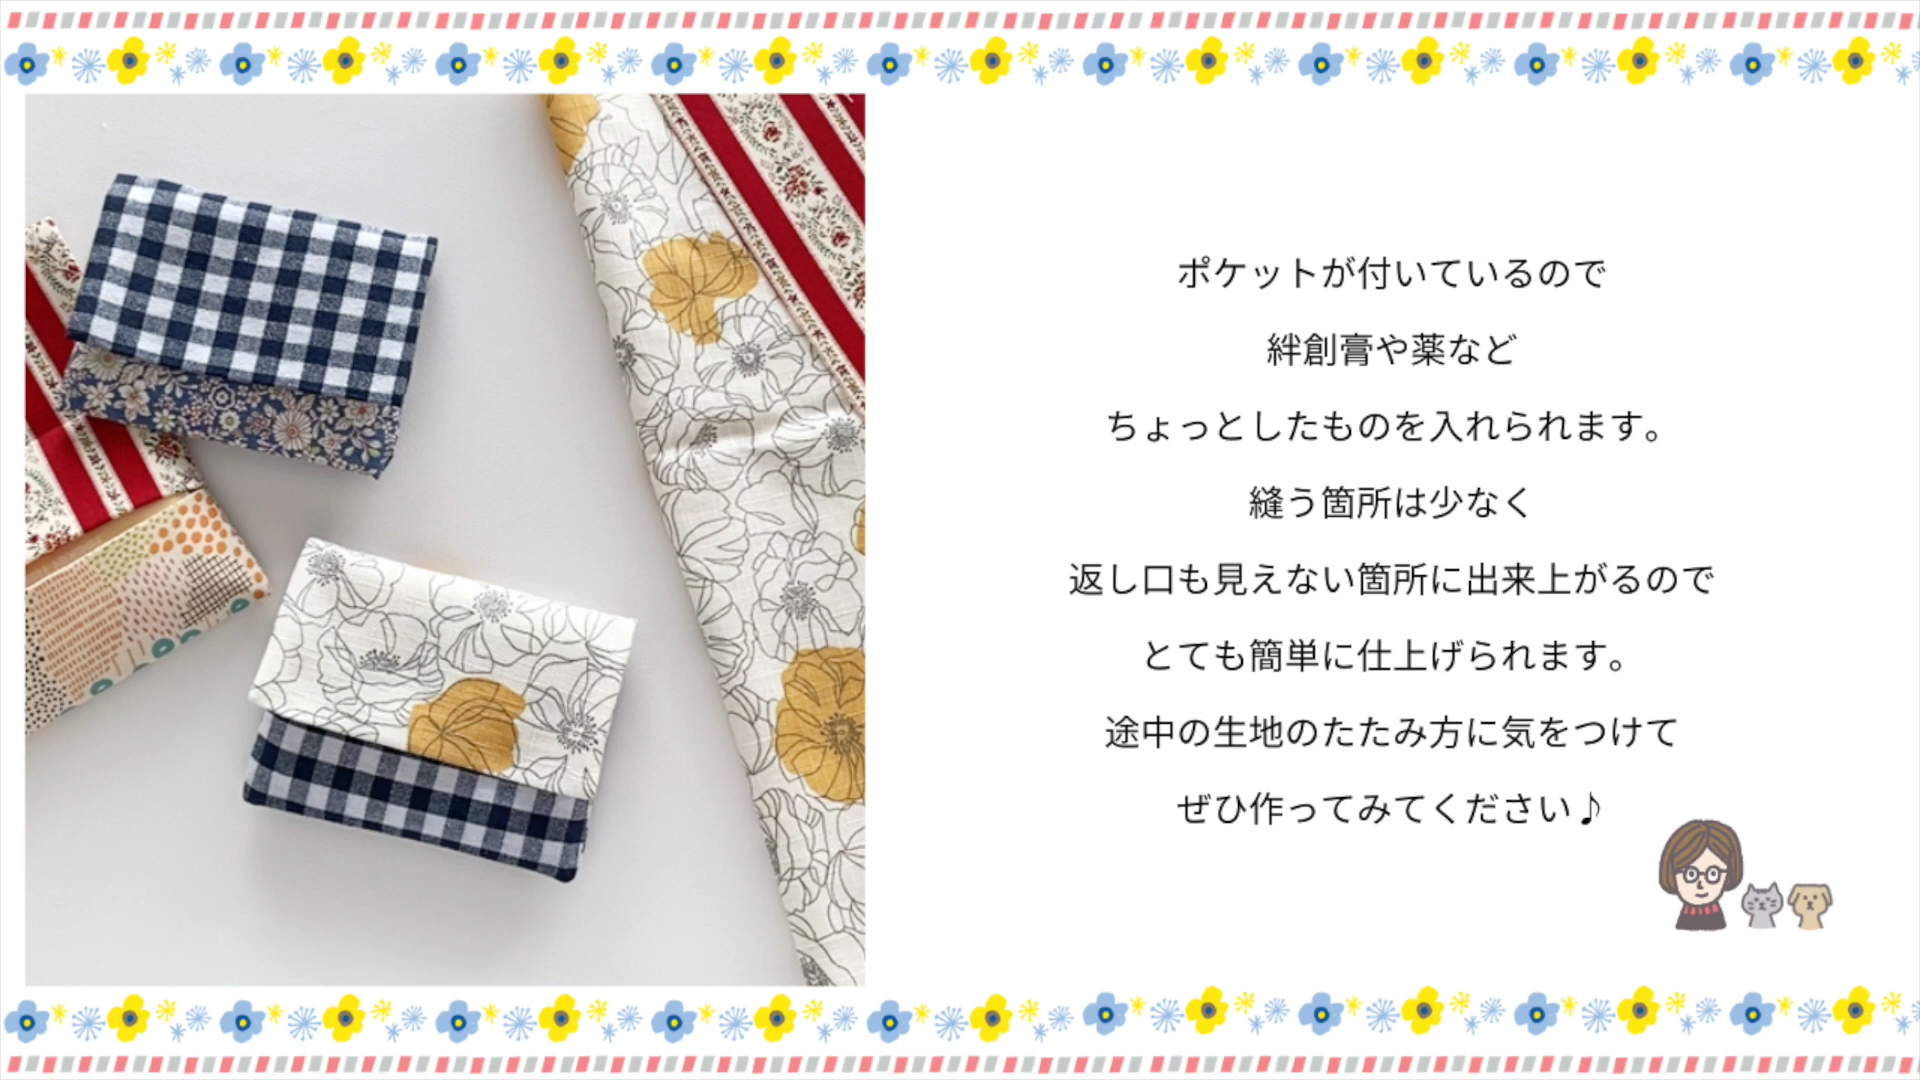 ポケットが付いているので
絆創膏や薬など
ちょっとしたものを入れられます。
縫う箇所は少なく
返し口も見えない箇所に出来上がるので
とても簡単に仕上げられます。
途中の生地のたたみ方に気をつけて
ぜひ作ってみてください♪